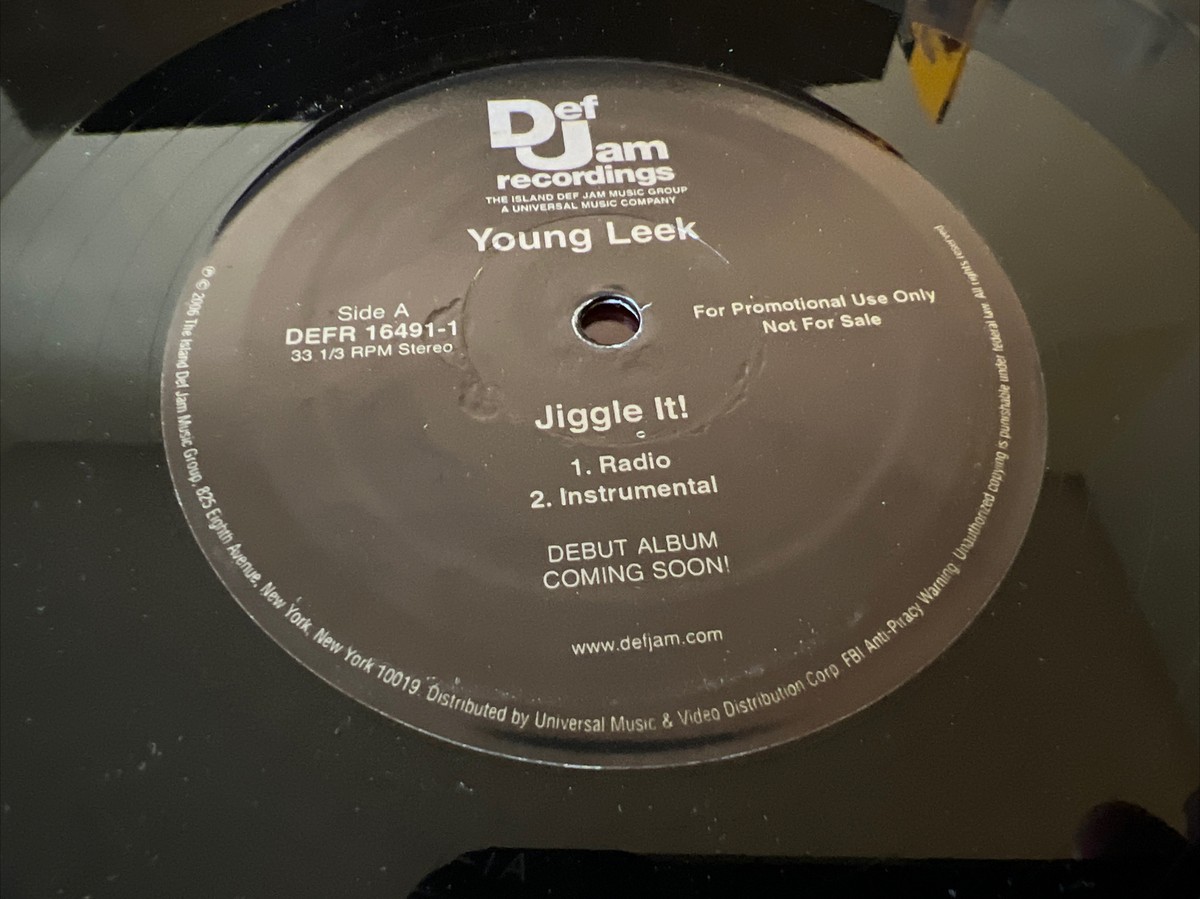 Def
Jam
recordings
THE ISLAND DEF JAM MUSIC GROUP
A UNIVERSAL MUSIC COMPANY
Young Leek
Side A
DEFR 16491-1
33 1/3 RPM Stereo
For Promotional Use Only
Not For Sale
Jiggle It!
1. Radio
2. Instrumental
DEBUT ALBUM
COMING SOON!
www.defjam.com
℗ © 2006 The Island Def Jam Music Group, 825 Eighth Avenue, New York, New York 10019. Distributed by Universal Music & Video Distribution Corp. FBI Anti-Piracy Warning: Unauthorized copying is punishable under federal law. All rights reserved